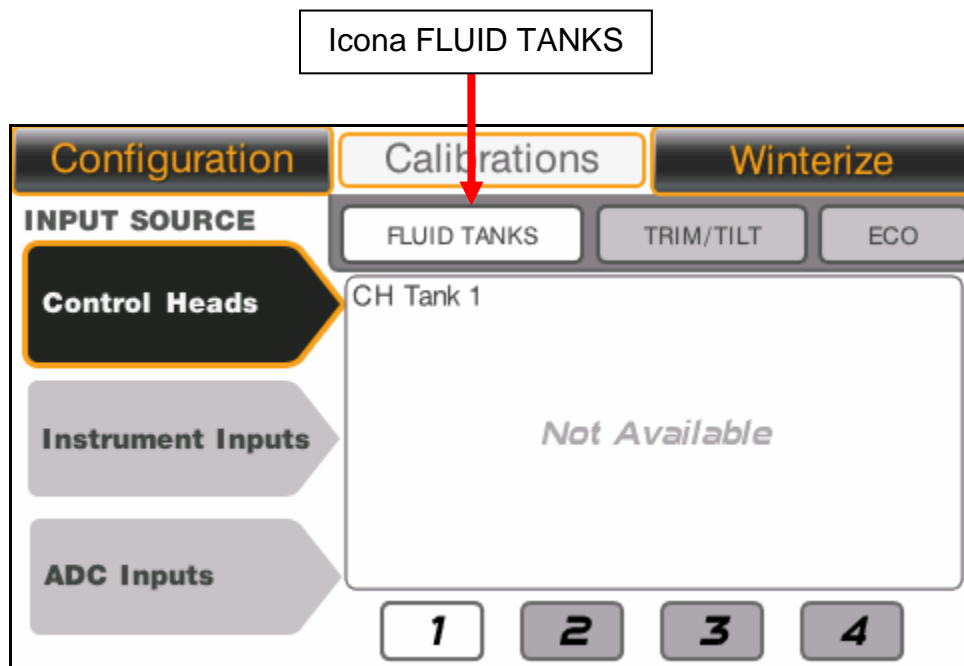 Icona FLUID TANKS
Configuration Calibrations Winterize
INPUT SOURCE
FLUID TANKS TRIM/TILT ECO
Control Heads
CH Tank 1
Instrument Inputs
Not Available
ADC Inputs
1 2 3 4